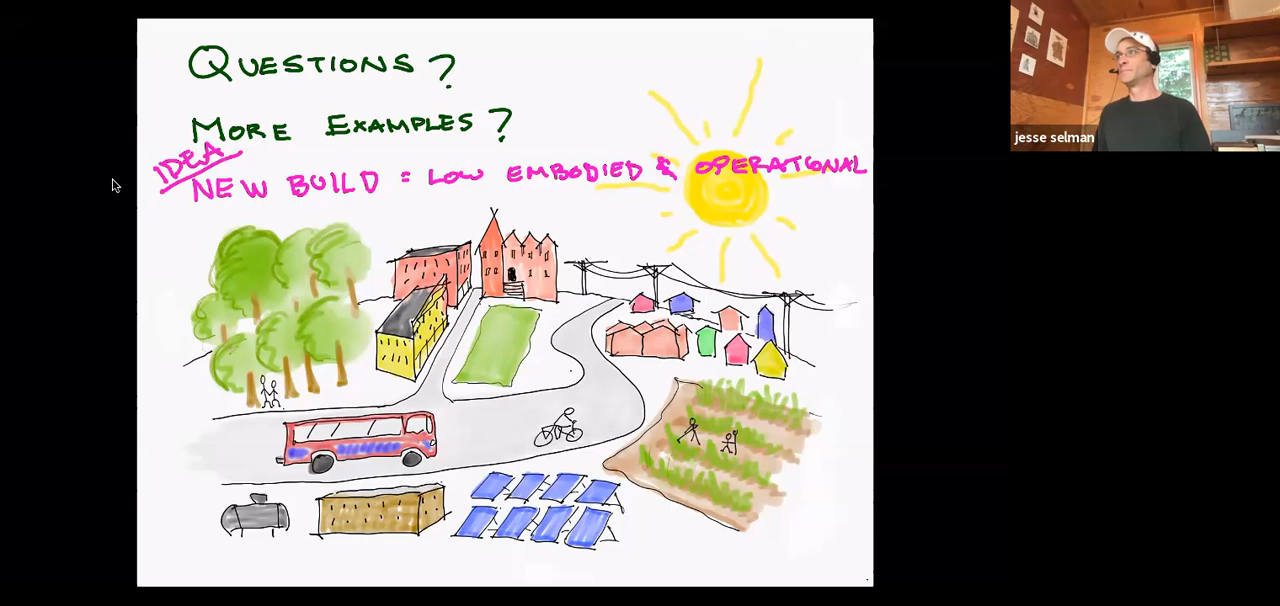 QUESTIONS?
MORE EXAMPLES?
IDEA
NEW BUILD = LOW EMBODIED & OPERATIONAL
jesse selman